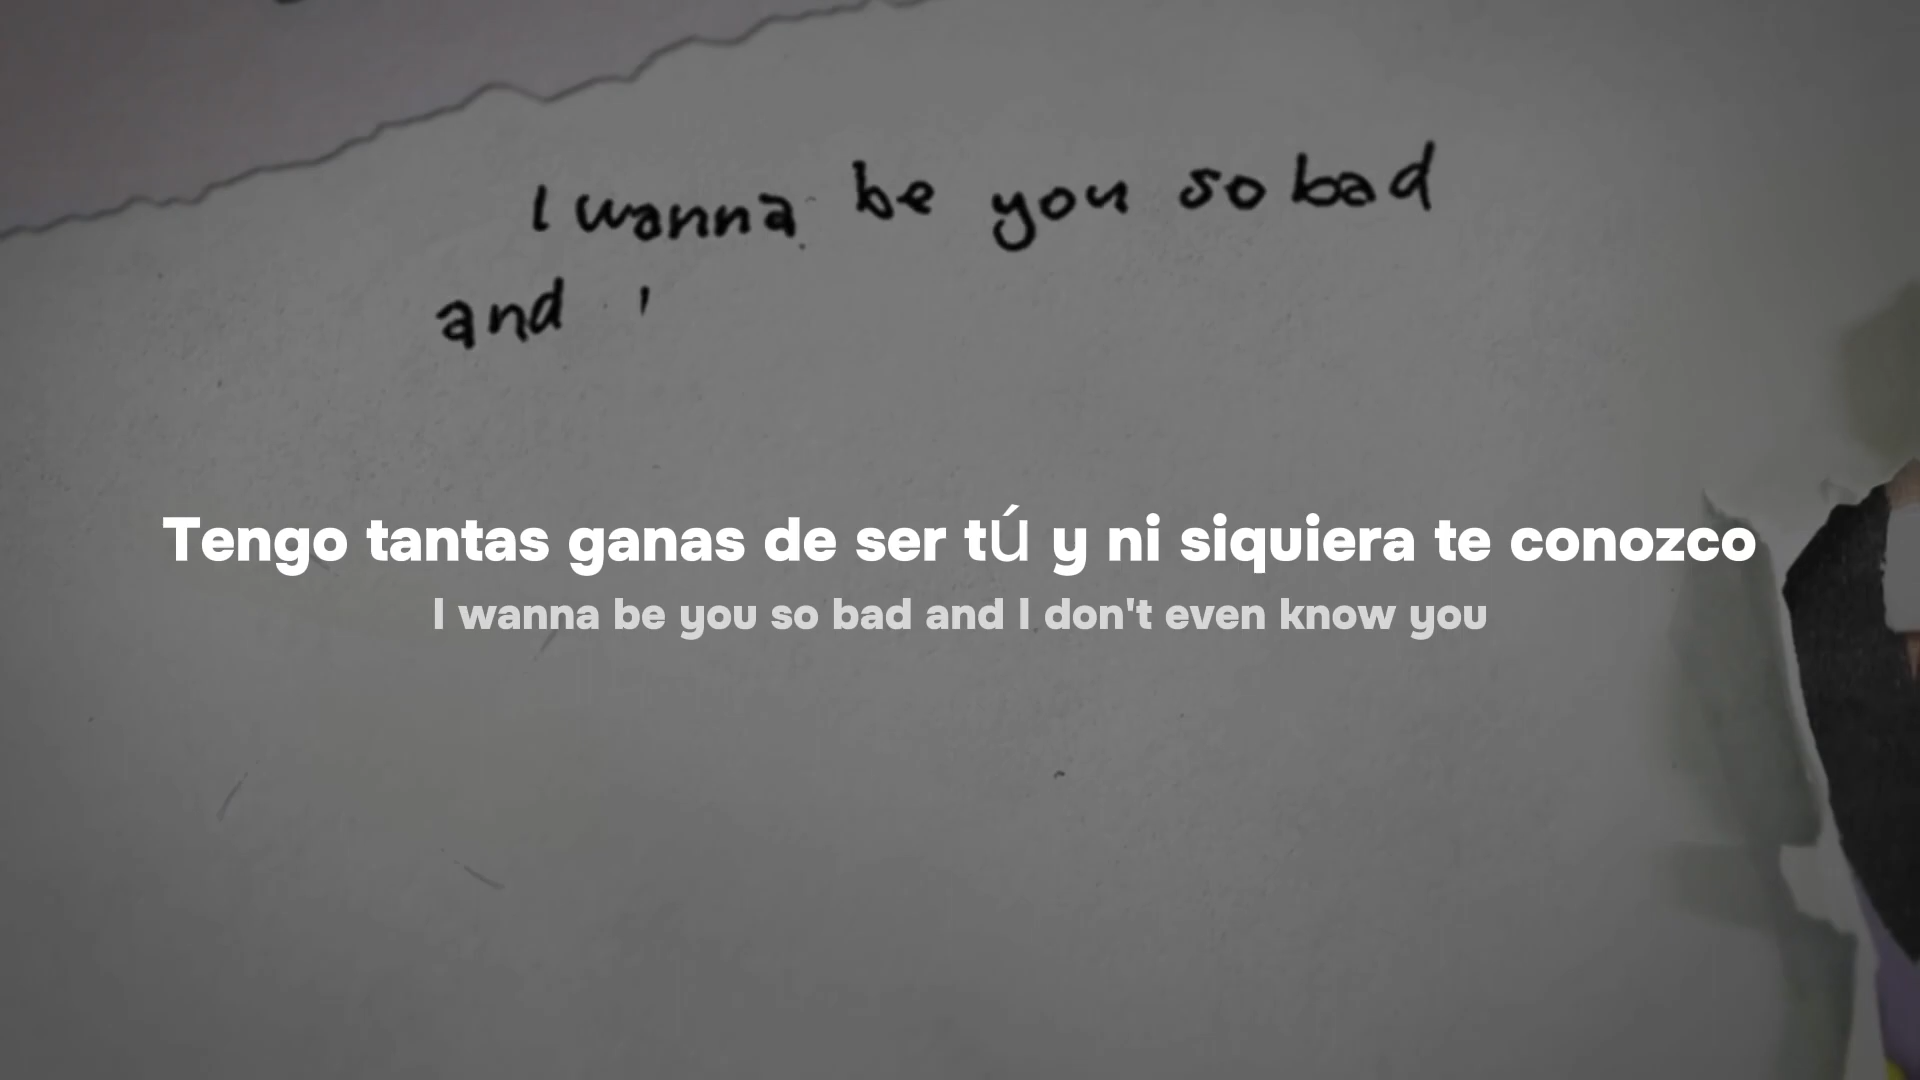 I wanna be you so bad
and I
Tengo tantas ganas de ser tú y ni siquiera te conozco
I wanna be you so bad and I don't even know you